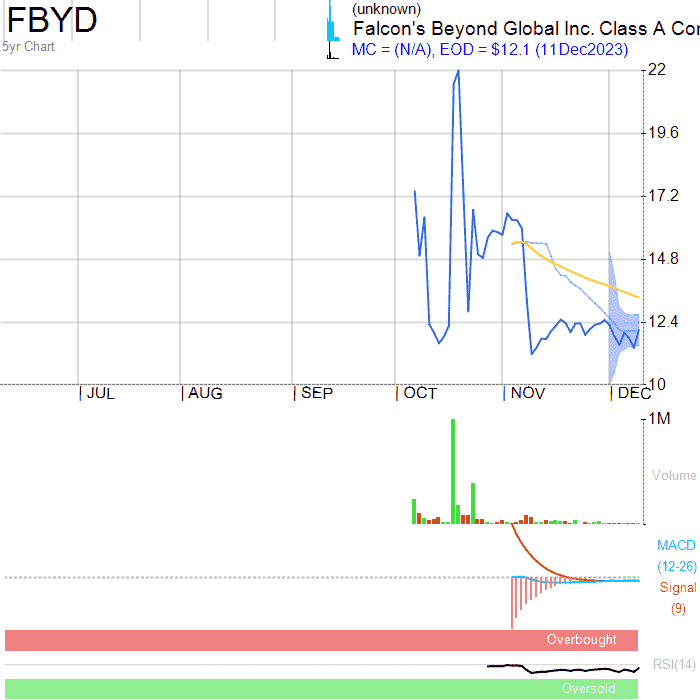 FBYD
5yr Chart
(unknown)
Falcon's Beyond Global Inc. Class A Cor
MC = (N/A), EOD = $12.1 (11Dec2023)
22
19.6
17.2
14.8
12.4
10
JUL AUG SEP OCT NOV DEC
1M
Volume
MACD
(12-26)
Signal
(9)
Overbought
RSI(14)
Oversold